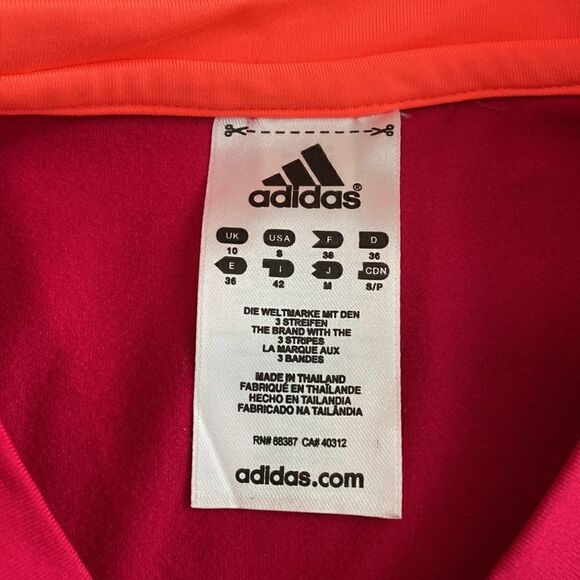 adidas®
UK USA F D
10 S 38 36
E I J CDN
36 42 M S/P
DIE WELTMARKE MIT DEN
3 STREIFEN
THE BRAND WITH THE
3 STRIPES
LA MARQUE AUX
3 BANDES
MADE IN THAILAND
FABRIQUÉ EN THAÏLANDE
HECHO EN TAILANDIA
FABRICADO NA TAILÂNDIA
RN# 88387 CA# 40312
adidas.com